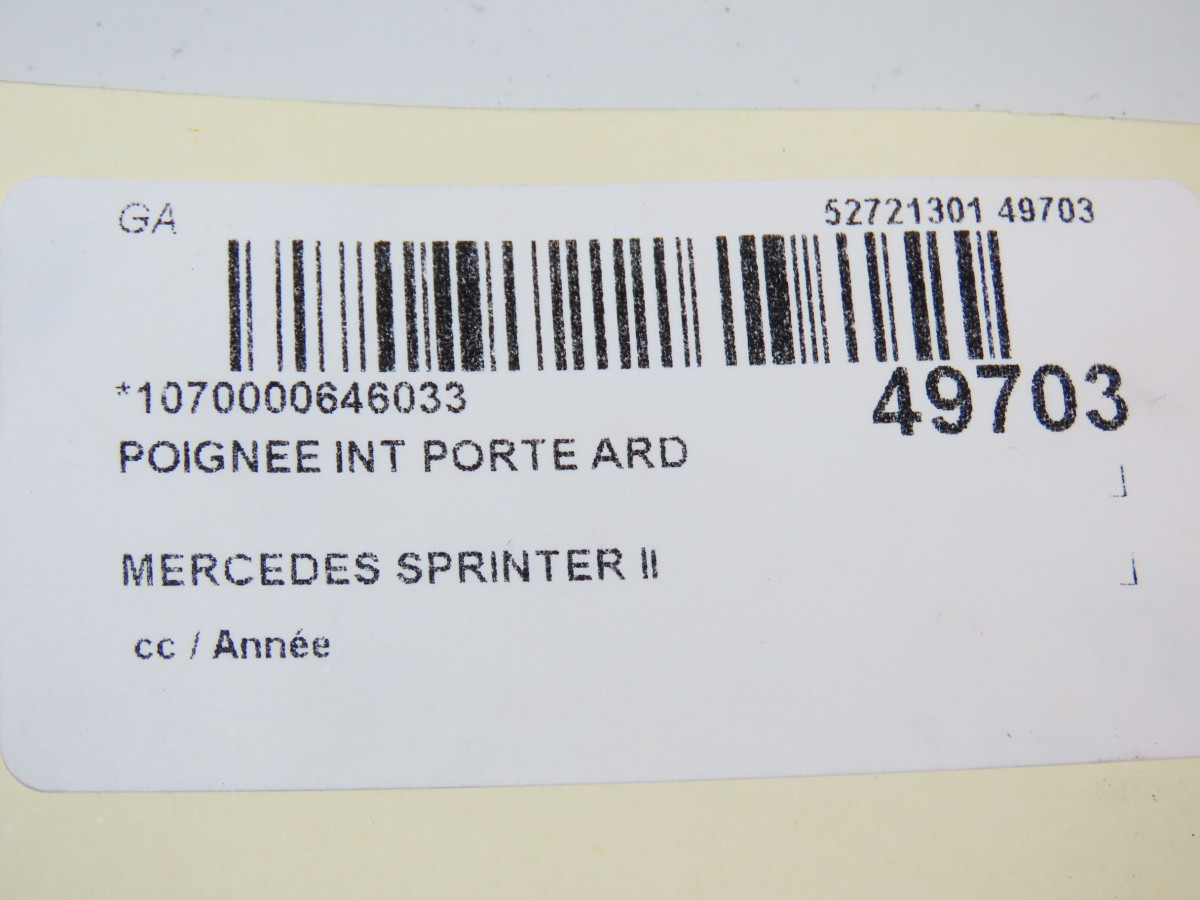 GA
52721301 49703
*1070000646033
49703
POIGNEE INT PORTE ARD
MERCEDES SPRINTER II
cc / Année